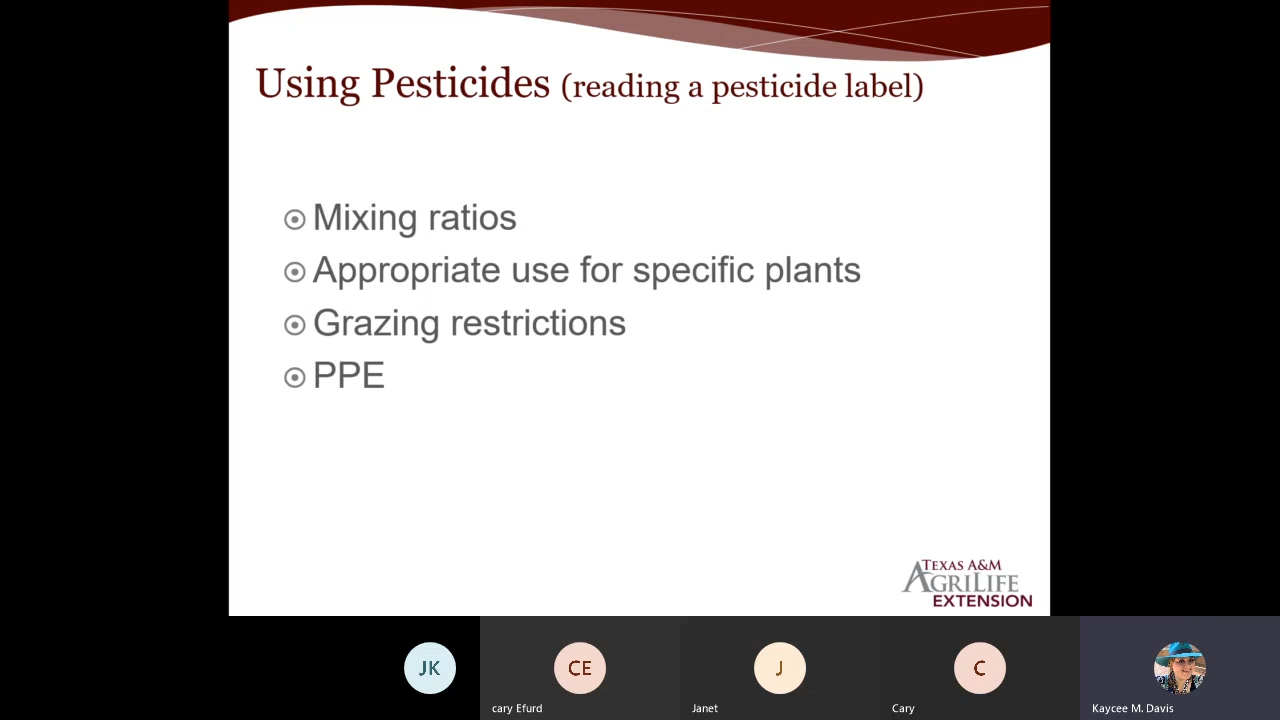 Using Pesticides (reading a pesticide label)
Mixing ratios
Appropriate use for specific plants
Grazing restrictions
PPE
TEXAS A&M
AGRILIFE
EXTENSION
JK
CE
J
C
cary Efurd
Janet
Cary
Kaycee M. Davis